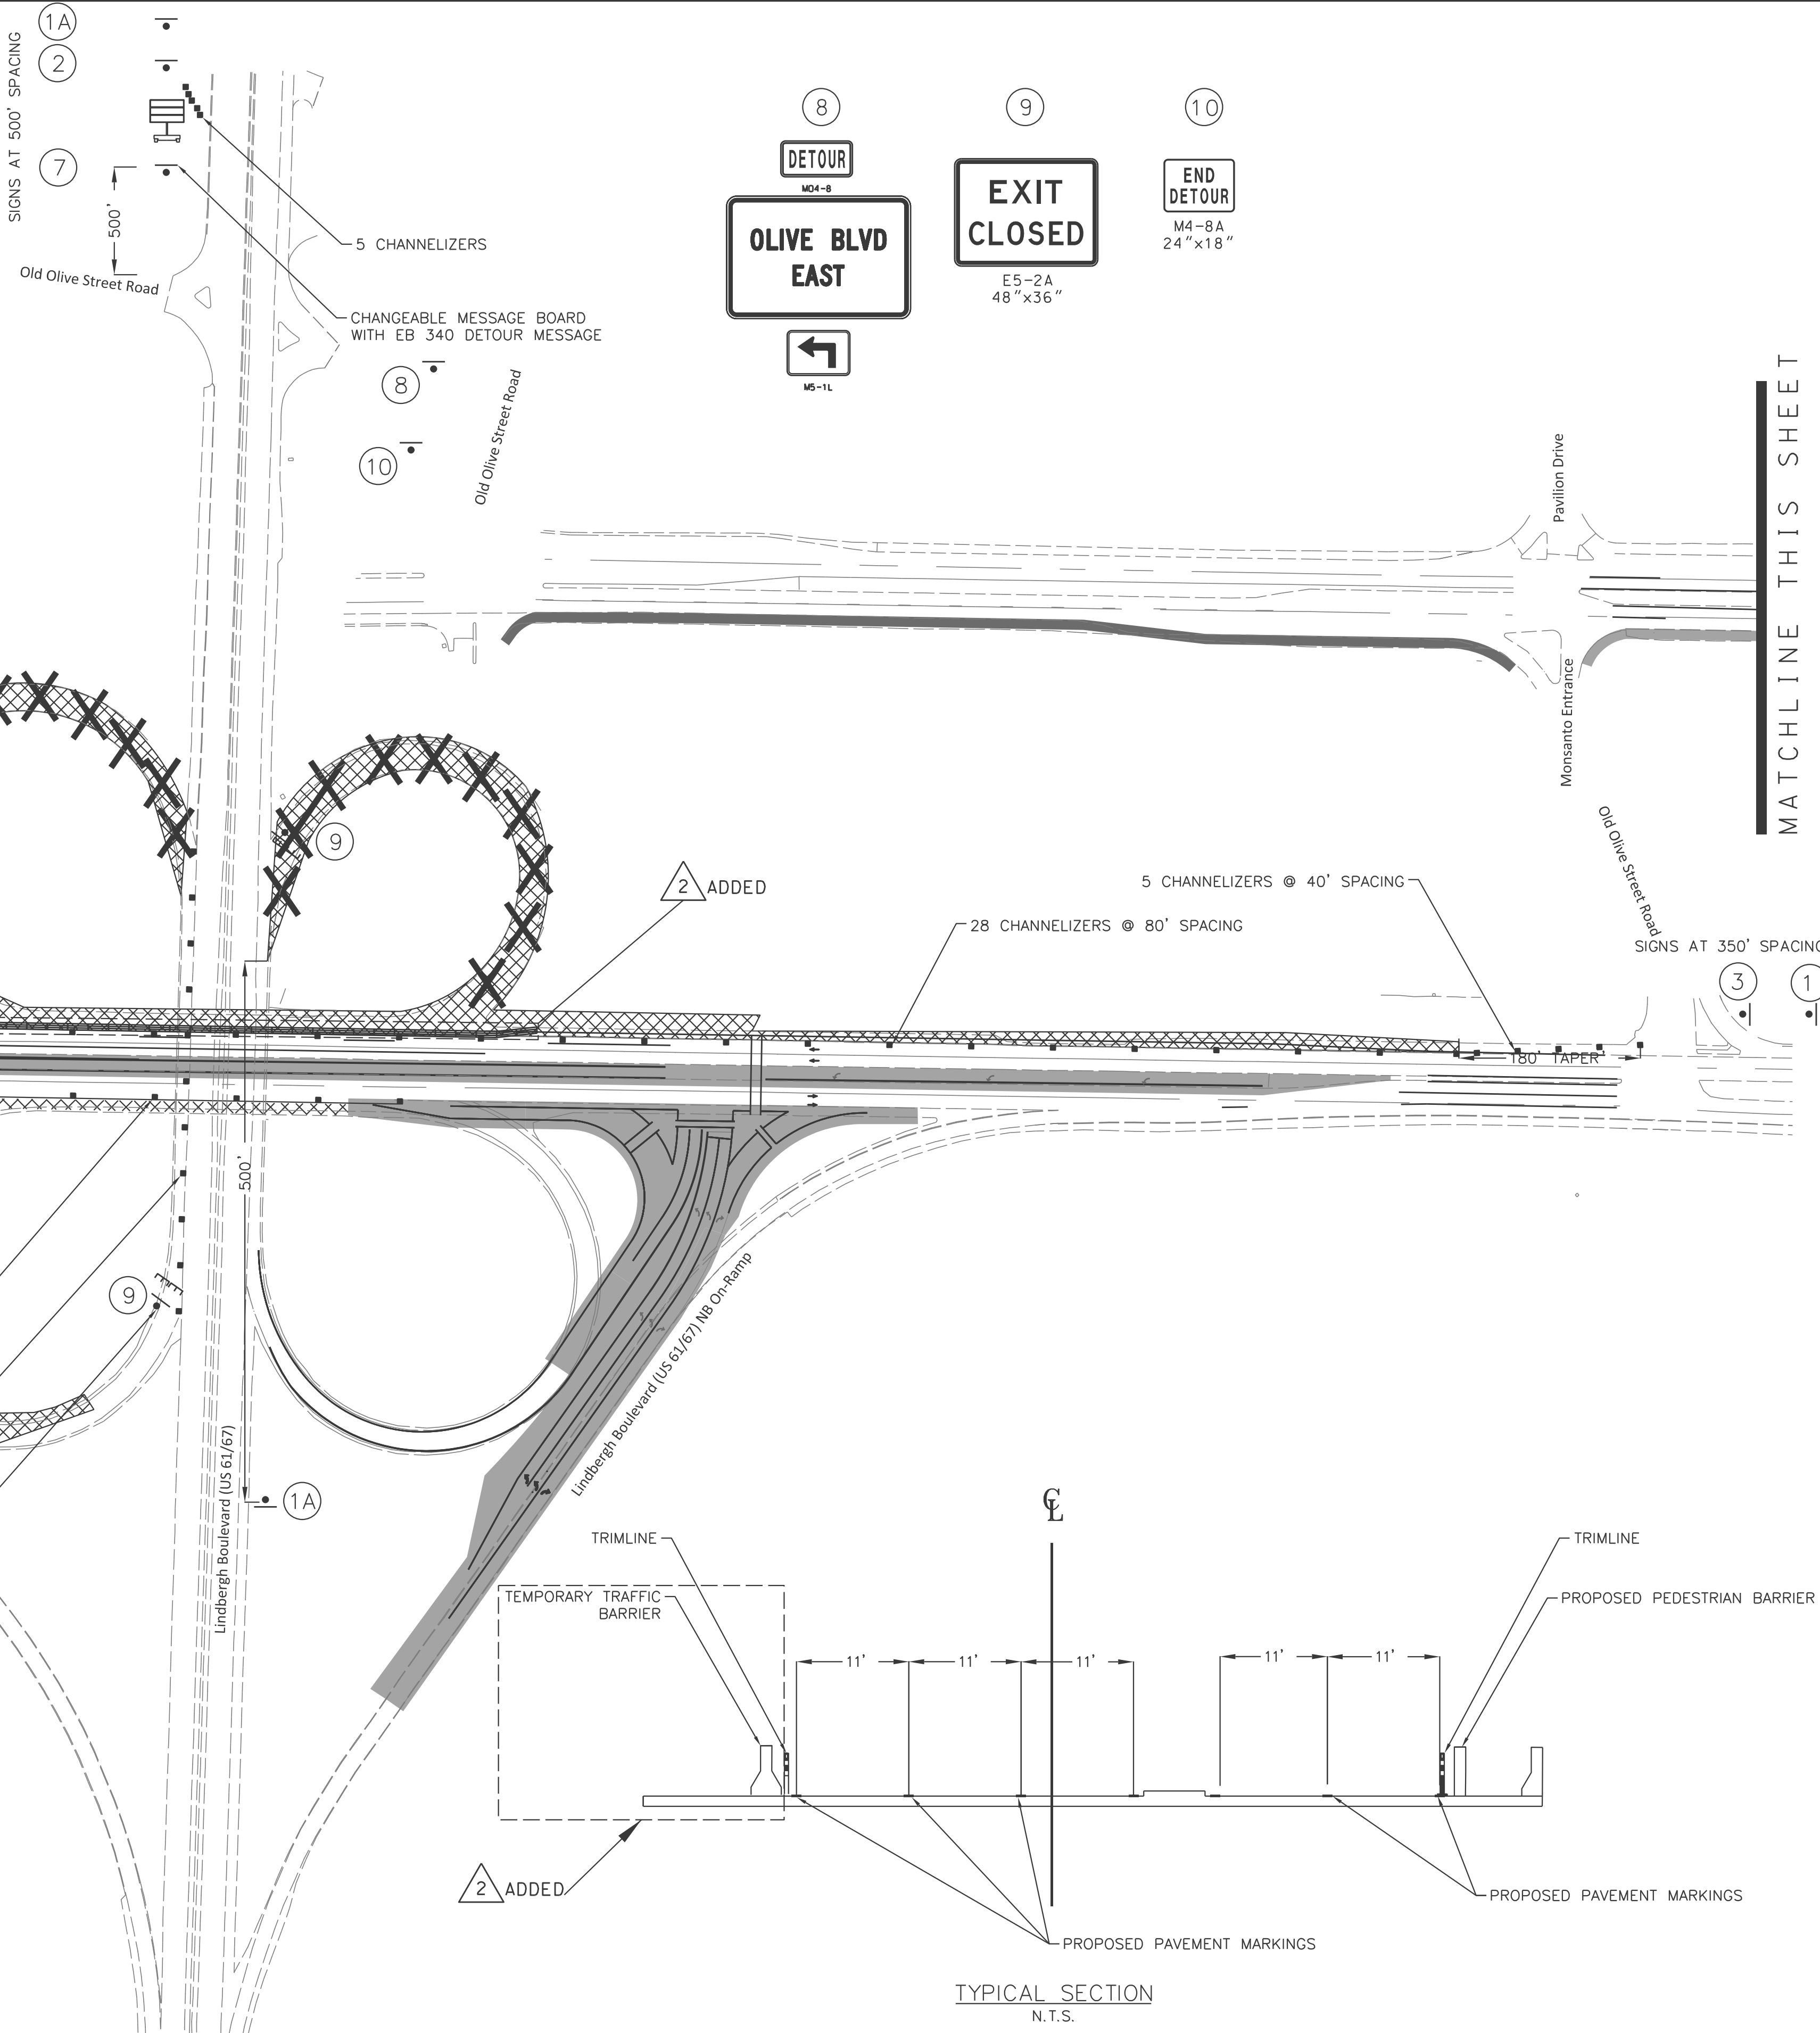 1A
2
7
SIGNS AT 500' SPACING
500'
Old Olive Street Road
5 CHANNELIZERS
CHANGEABLE MESSAGE BOARD
WITH EB 340 DETOUR MESSAGE
8
10
Old Olive Street Road
8
DETOUR
M04-8
OLIVE BLVD
EAST
M5-1L
9
EXIT
CLOSED
E5-2A
48"x36"
10
END
DETOUR
M4-8A
24"x18"
Pavilion Drive
Monsanto Entrance
MATCHLINE THIS SHEET
9
2 ADDED
28 CHANNELIZERS @ 80' SPACING
5 CHANNELIZERS @ 40' SPACING
Old Olive Street Road
SIGNS AT 350' SPACING
3
1
180' TAPER
500'
9
Lindbergh Boulevard (US 61/67) NB On-Ramp
Lindbergh Boulevard (US 61/67)
1A
CL
TRIMLINE
TEMPORARY TRAFFIC
BARRIER
TRIMLINE
PROPOSED PEDESTRIAN BARRIER
11'
11'
11'
11'
11'
2 ADDED
PROPOSED PAVEMENT MARKINGS
PROPOSED PAVEMENT MARKINGS
TYPICAL SECTION
N.T.S.